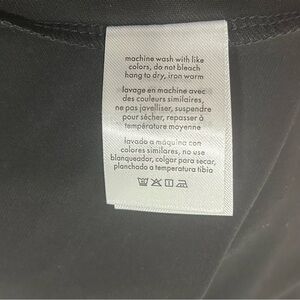 machine wash with like
colors, do not bleach
hang to dry, iron warm
lavage en machine avec
des couleurs similaires,
ne pas javelliser, suspendre
pour sécher, repasser à
température moyenne
lavado a máquina con
colores similares, no use
blanqueador, colgar para secar,
planchado a temperatura tibia